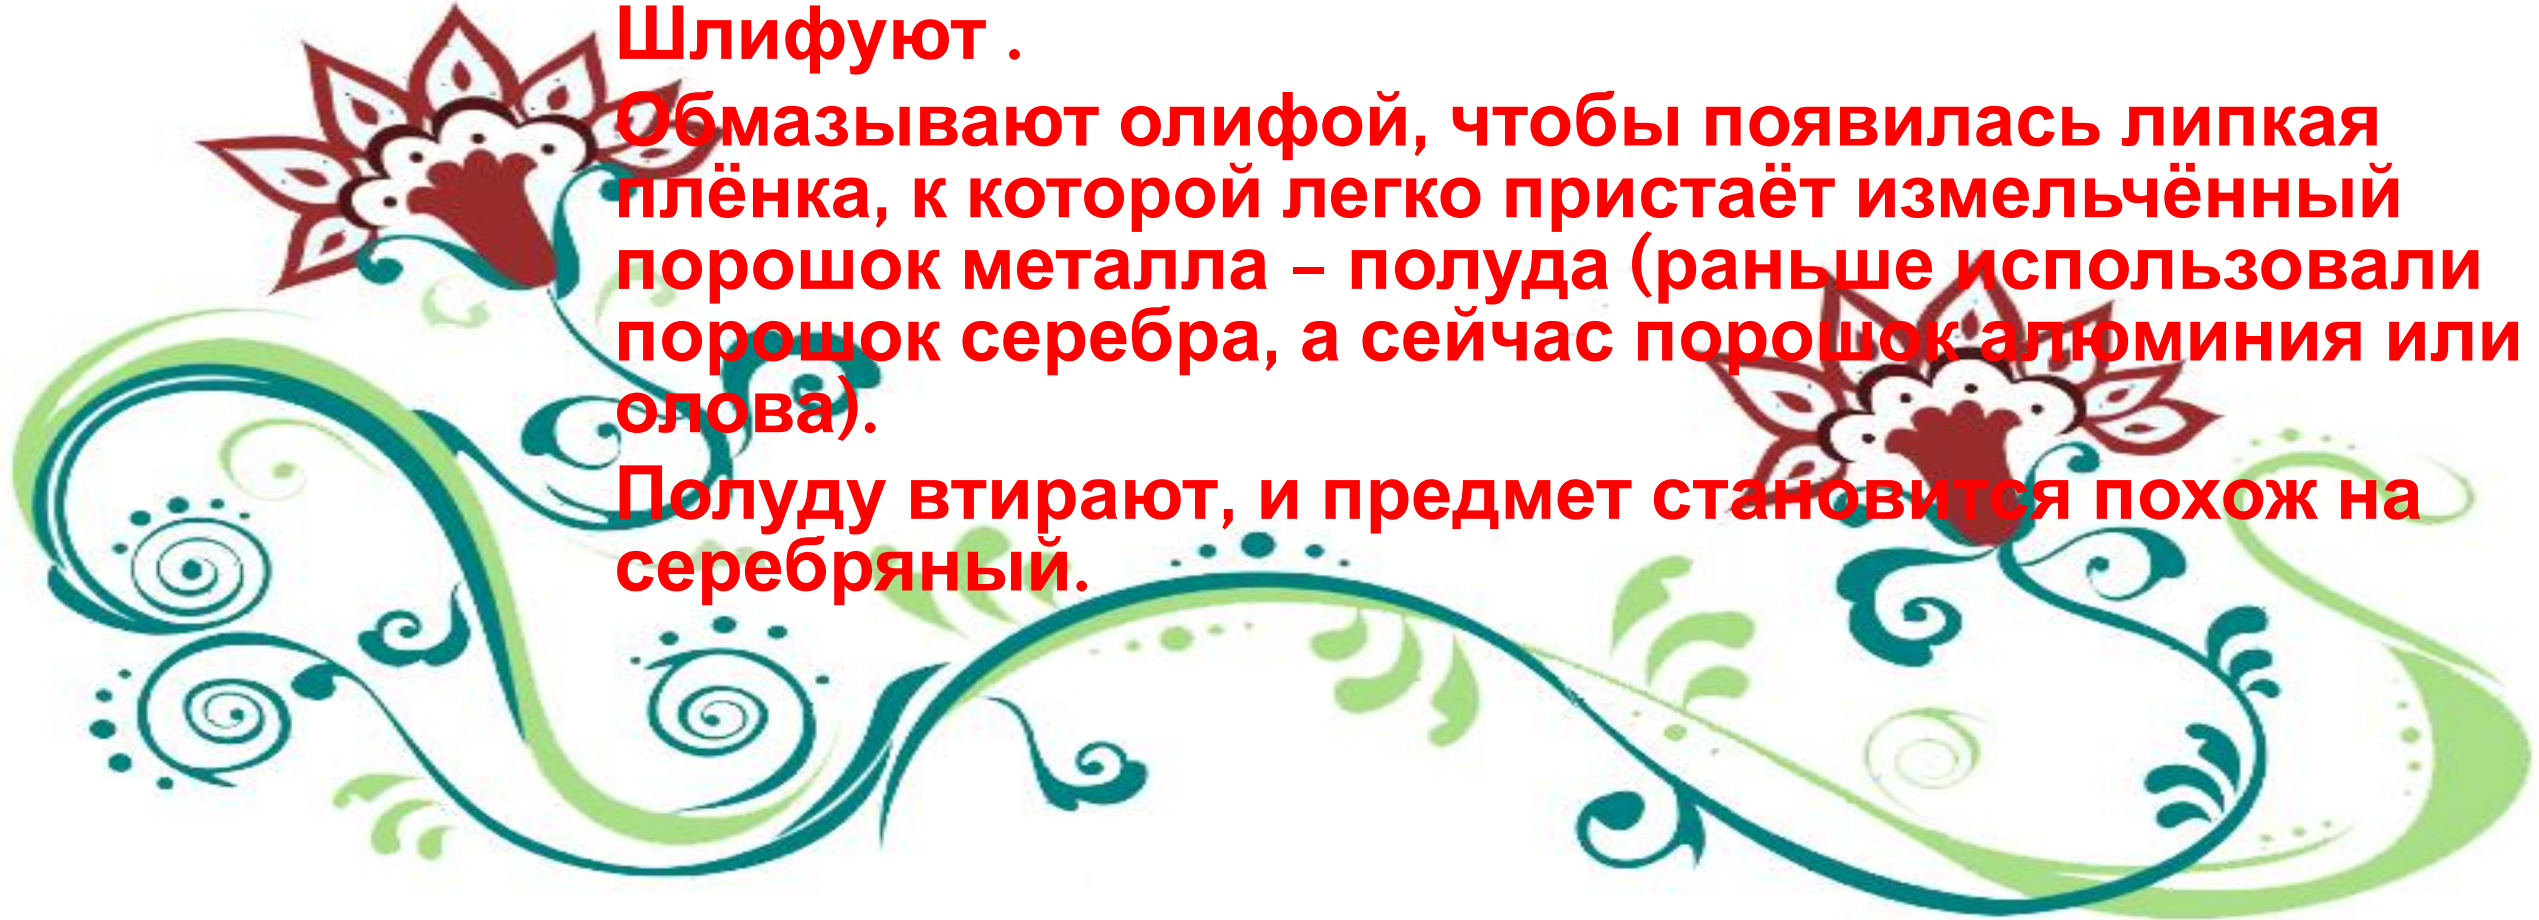 Шлифуют .
Обмазывают олифой, чтобы появилась липкая
плёнка, к которой легко пристаёт измельчённый
порошок металла – полуда (раньше использовали
порошок серебра, а сейчас порошок алюминия или
олова).
Полуду втирают, и предмет становится похож на
серебряный.